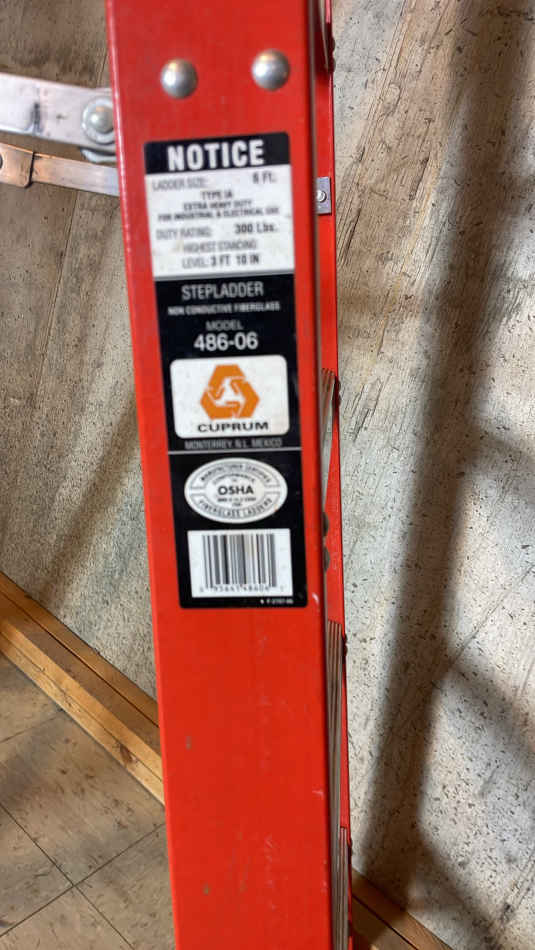 NOTICE
LADDER SIZE: 6 FT.
TYPE IA
EXTRA HEAVY DUTY
FOR INDUSTRIAL & ELECTRICAL USE
DUTY RATING: 300 Lbs.
HIGHEST STANDING
LEVEL: 3 FT 10 IN
STEPLADDER
NON CONDUCTIVE FIBERGLASS
MODEL
486-06
CUPRUM
MONTERREY, N.L. MEXICO
MANUFACTURER CERTIFIES
OSHA
FIBERGLASS LADDERS